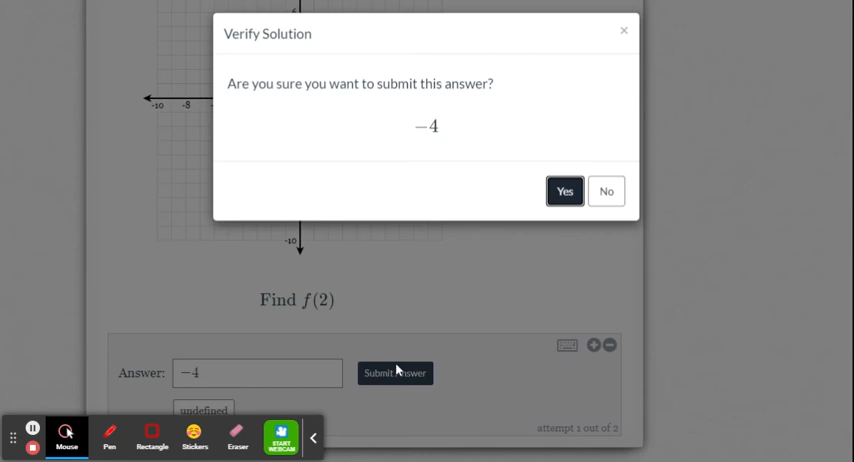 6
Verify Solution
×
Are you sure you want to submit this answer?
−4
-10 -8
Yes No
-10
Find f(2)
Answer: −4 Submit Answer
undefined
attempt 1 out of 2
Mouse Pen Rectangle Stickers Eraser START WEBCAM